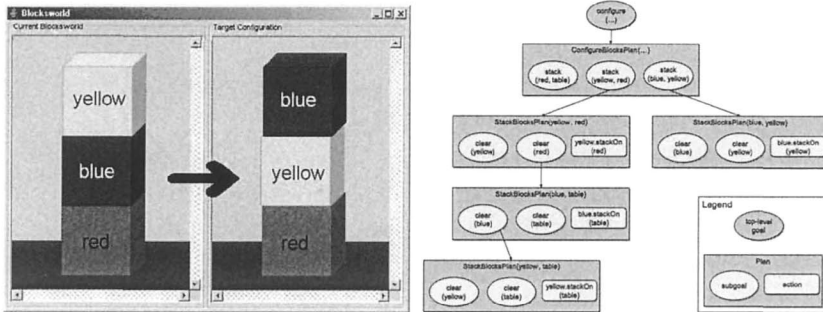 Blocksworld
Current Blocksworld
Target Configuration
yellow
blue
red
blue
yellow
red
configure
(...)
ConfigureBlocksPlan(...)
stack
(red, table)
stack
(yellow, red)
stack
(blue, yellow)
StackBlocksPlan(yellow, red)
clear
(yellow)
clear
(red)
yellow.stackOn
(red)
StackBlocksPlan(blue, yellow)
clear
(blue)
clear
(yellow)
blue.stackOn
(yellow)
StackBlocksPlan(blue, table)
clear
(blue)
clear
(table)
blue.stackOn
(table)
StackBlocksPlan(yellow, table)
clear
(yellow)
clear
(table)
yellow.stackOn
(table)
Legend
top-level
goal
Plan
subgoal
action